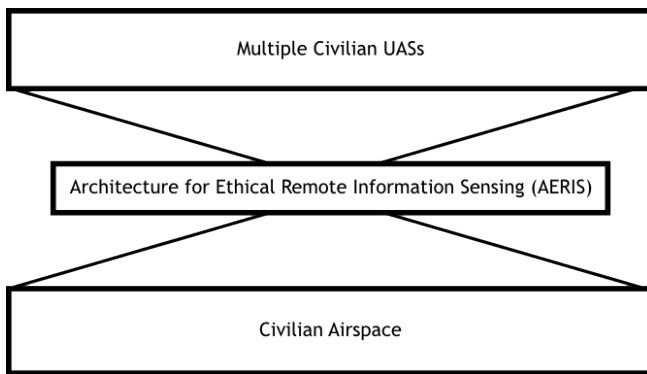 Multiple Civilian UASs
Architecture for Ethical Remote Information Sensing (AERIS)
Civilian Airspace